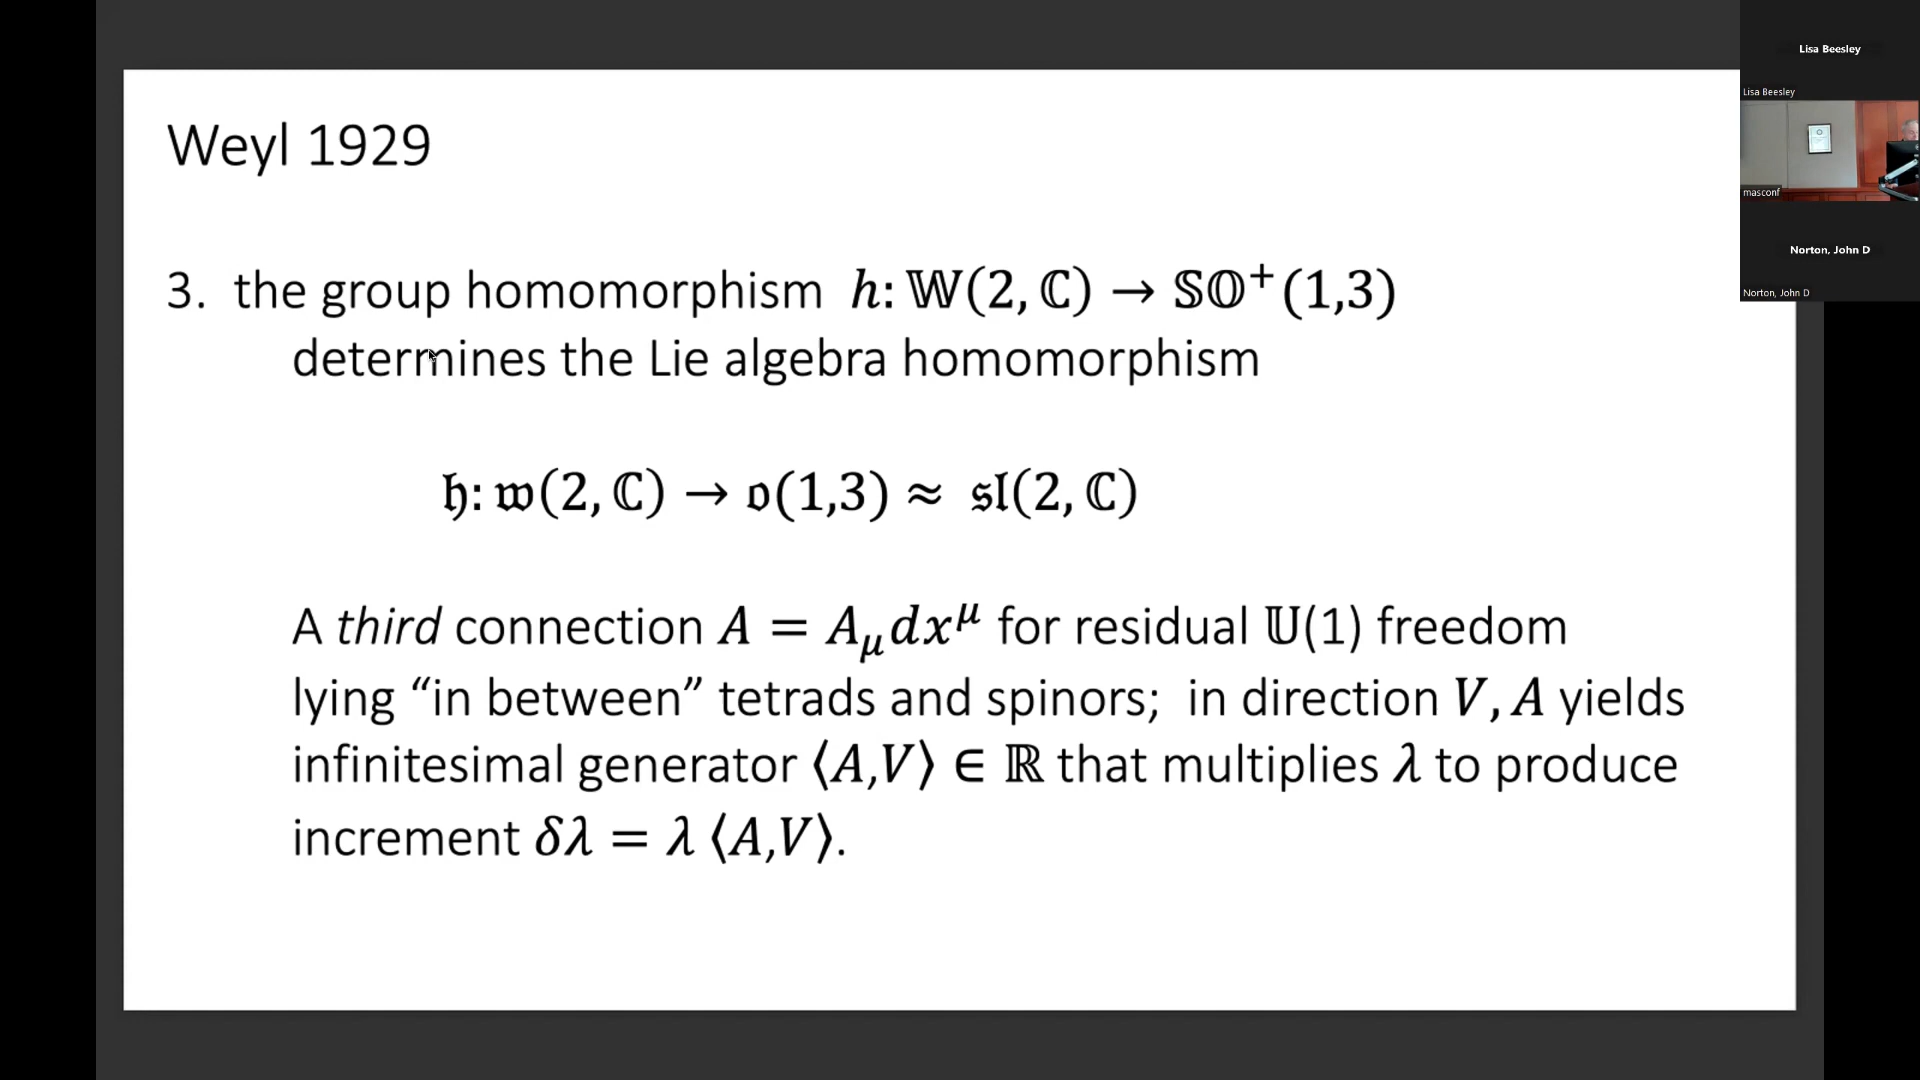 Weyl 1929
3. the group homomorphism h: 𝕎(2, ℂ) → 𝕊𝕆⁺(1,3)
determines the Lie algebra homomorphism
𝔥: 𝔴(2, ℂ) → 𝔬(1,3) ≈ 𝔰𝔩(2, ℂ)
A third connection A = A_μ dx^μ for residual 𝕌(1) freedom
lying “in between” tetrads and spinors; in direction V, A yields
infinitesimal generator ⟨A,V⟩ ∈ ℝ that multiplies λ to produce
increment δλ = λ ⟨A,V⟩.
Lisa Beesley
Lisa Beesley
masconf
Norton, John D
Norton, John D